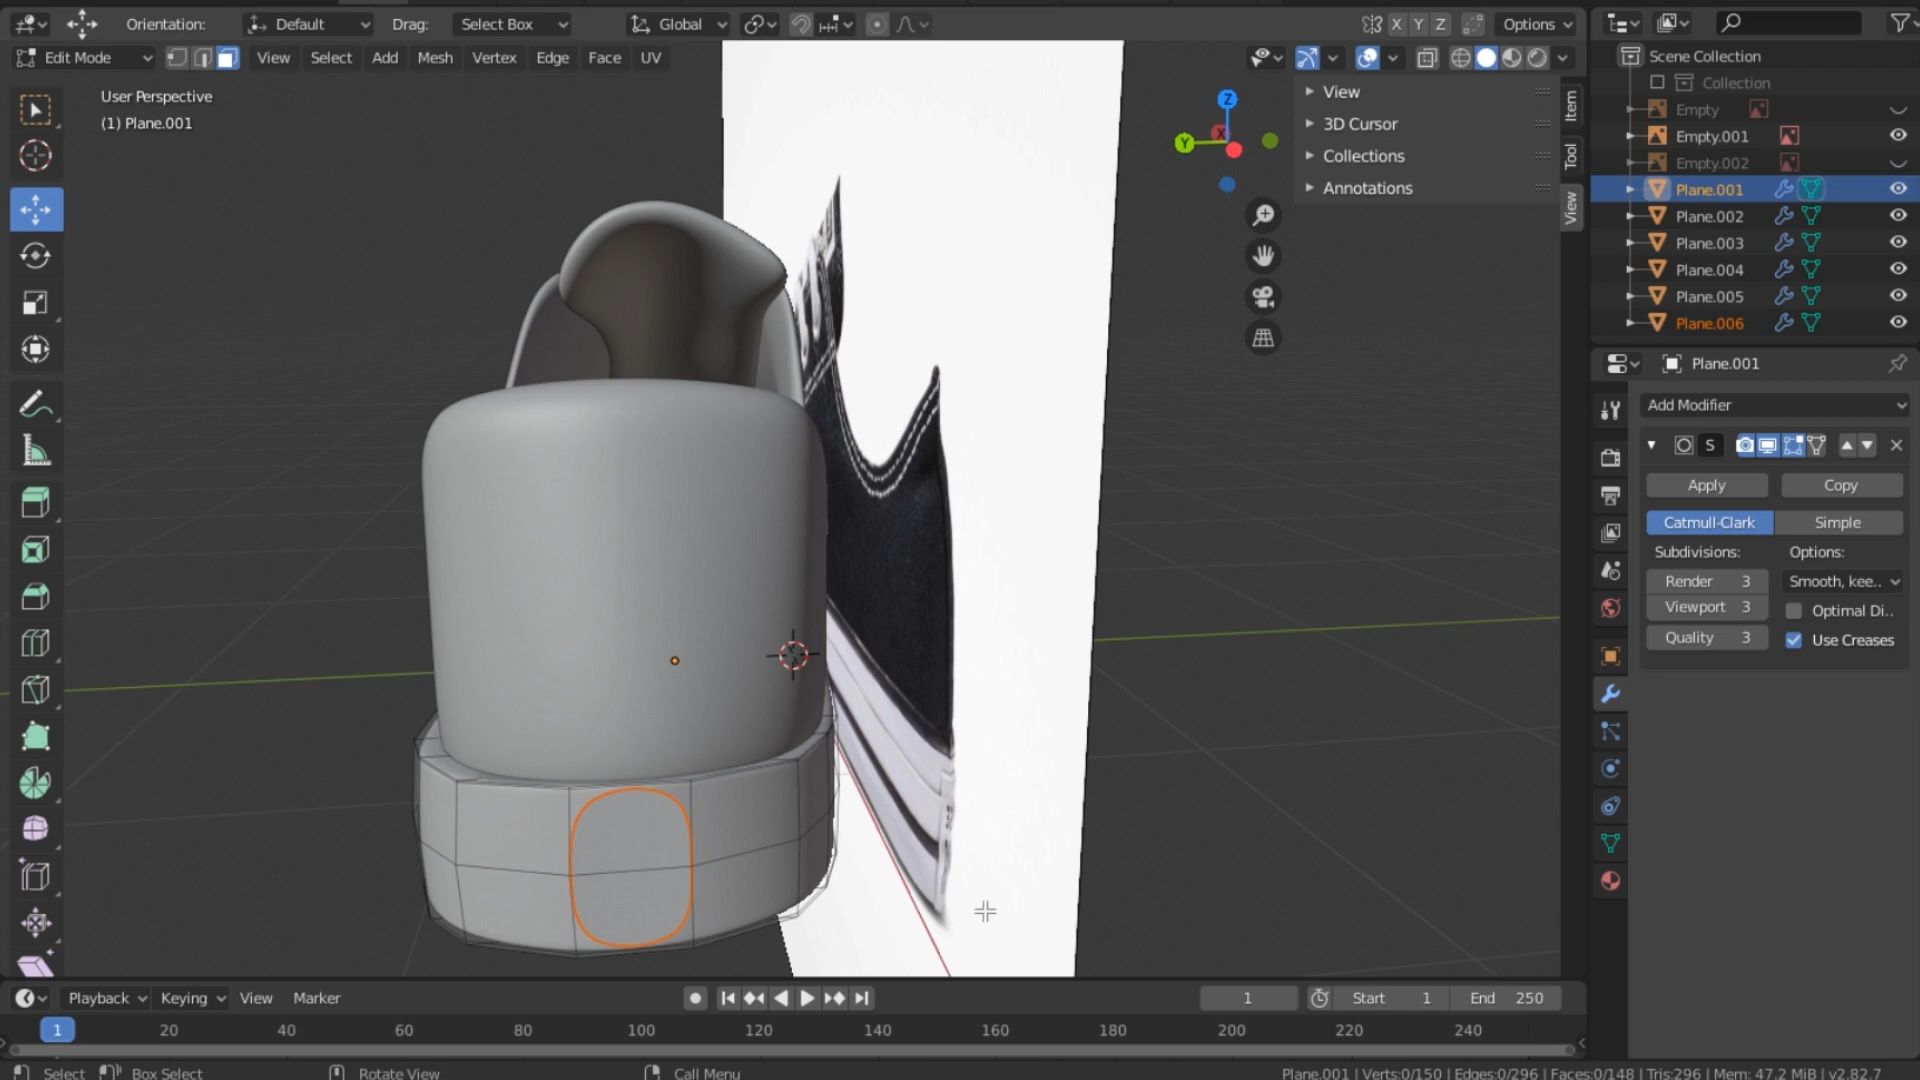 Orientation: Default Drag: Select Box Global X Y Z Options
Edit Mode View Select Add Mesh Vertex Edge Face UV
User Perspective
(1) Plane.001
Z
X
Y
View
3D Cursor
Collections
Annotations
Item
Tool
View
Scene Collection
Collection
Empty
Empty.001
Empty.002
Plane.001
Plane.002
Plane.003
Plane.004
Plane.005
Plane.006
Plane.001
Add Modifier
S
Apply Copy
Catmull-Clark Simple
Subdivisions: Options:
Render 3 Smooth, kee..
Viewport 3 Optimal Di..
Quality 3 Use Creases
Playback Keying View Marker 1 Start 1 End 250
1 20 40 60 80 100 120 140 160 180 200 220 240
Select Box Select Rotate View Call Menu Plane.001 | Verts:0/150 | Edges:0/296 | Faces:0/148 | Tris:296 | Mem: 47.2 MiB | v2.82.7